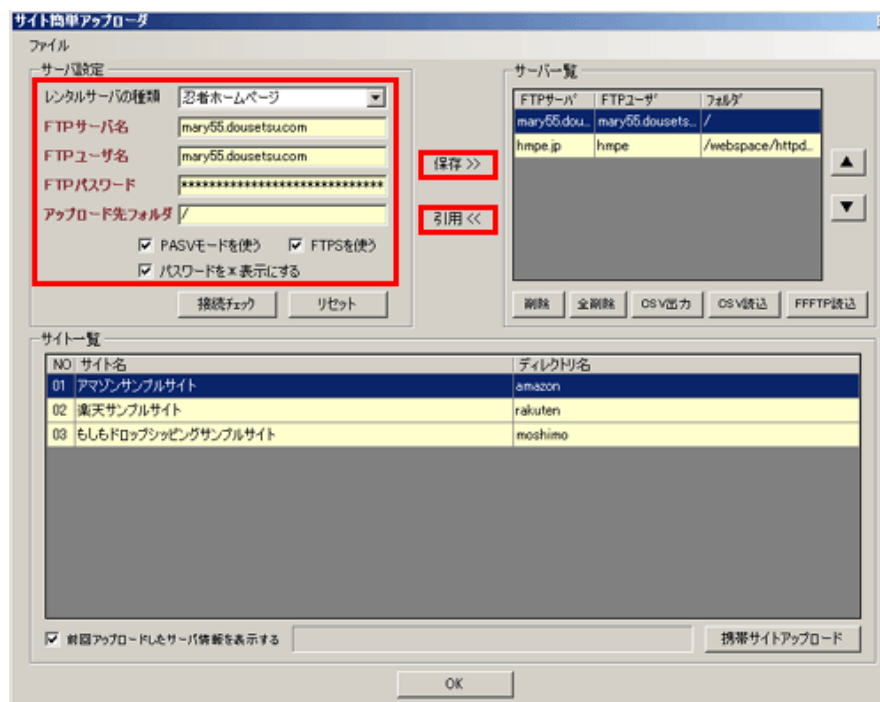 サイト簡単アップローダ
ファイル
サーバ設定
レンタルサーバの種類 忍者ホームページ
FTPサーバ名 mary55.dousetsu.com
FTPユーザ名 mary55.dousetsu.com
FTPパスワード ******************************
アップロード先フォルダ /
PASVモードを使う FTPSを使う
パスワードを×表示にする
接続チェック リセット
保存 >>
引用 <<
サーバ一覧
FTPサーバ FTPユーザ フォルダ
mary55.dou... mary55.dousets... /
hmpe.jp hmpe /webspace/httpd...
▲
▼
削除 全削除 CSV出力 CSV読込 FFFTP読込
サイト一覧
NO サイト名 ディレクトリ名
01 アマゾンサンプルサイト amazon
02 楽天サンプルサイト rakuten
03 もしもドロップシッピングサンプルサイト moshimo
前回アップロードしたサーバ情報を表示する 携帯サイトアップロード
OK